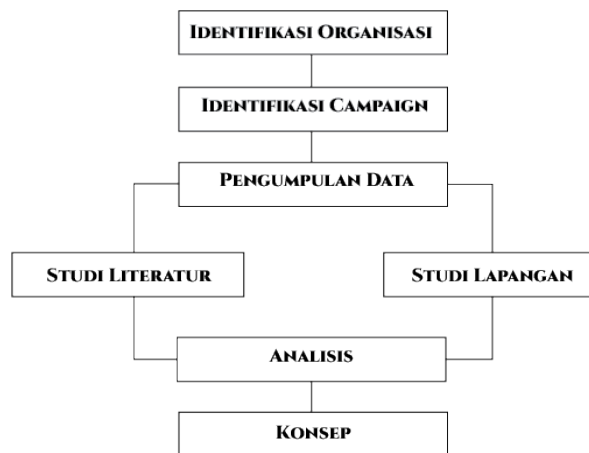 Identifikasi Organisasi
Identifikasi Campaign
Pengumpulan Data
Studi Literatur
Studi Lapangan
Analisis
Konsep